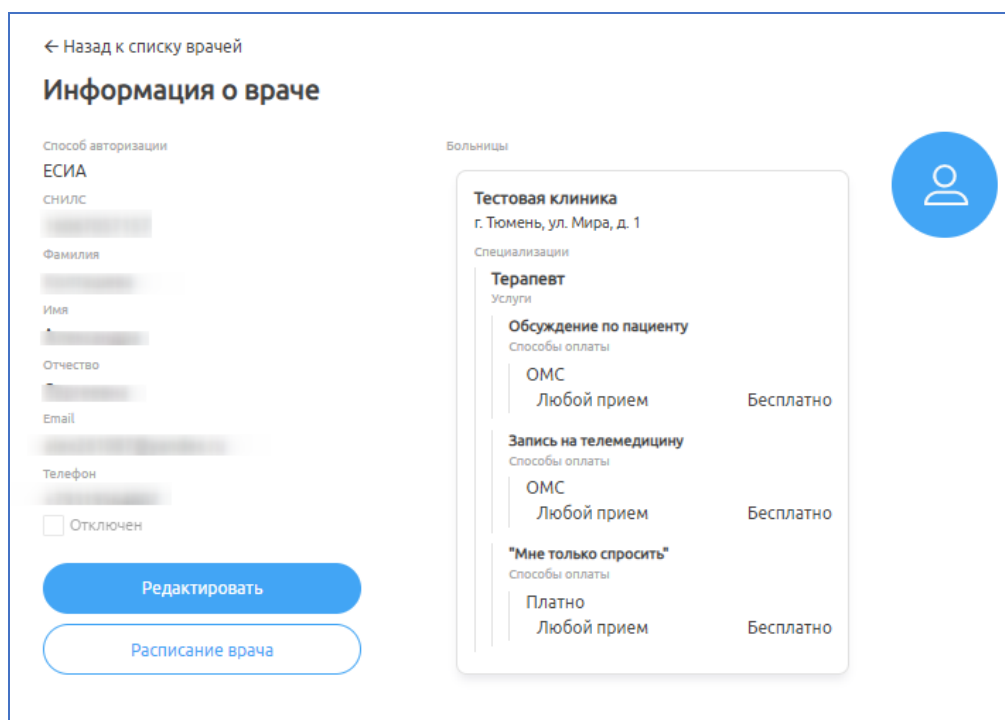 ← Назад к списку врачей
Информация о враче
Способ авторизации
ЕСИА
СНИЛС
Фамилия
Имя
Отчество
Email
Телефон
Отключен
Редактировать
Расписание врача
Больницы
Тестовая клиника
г. Тюмень, ул. Мира, д. 1
Специализации
Терапевт
Услуги
Обсуждение по пациенту
Способы оплаты
ОМС
Любой прием Бесплатно
Запись на телемедицину
Способы оплаты
ОМС
Любой прием Бесплатно
"Мне только спросить"
Способы оплаты
Платно
Любой прием Бесплатно